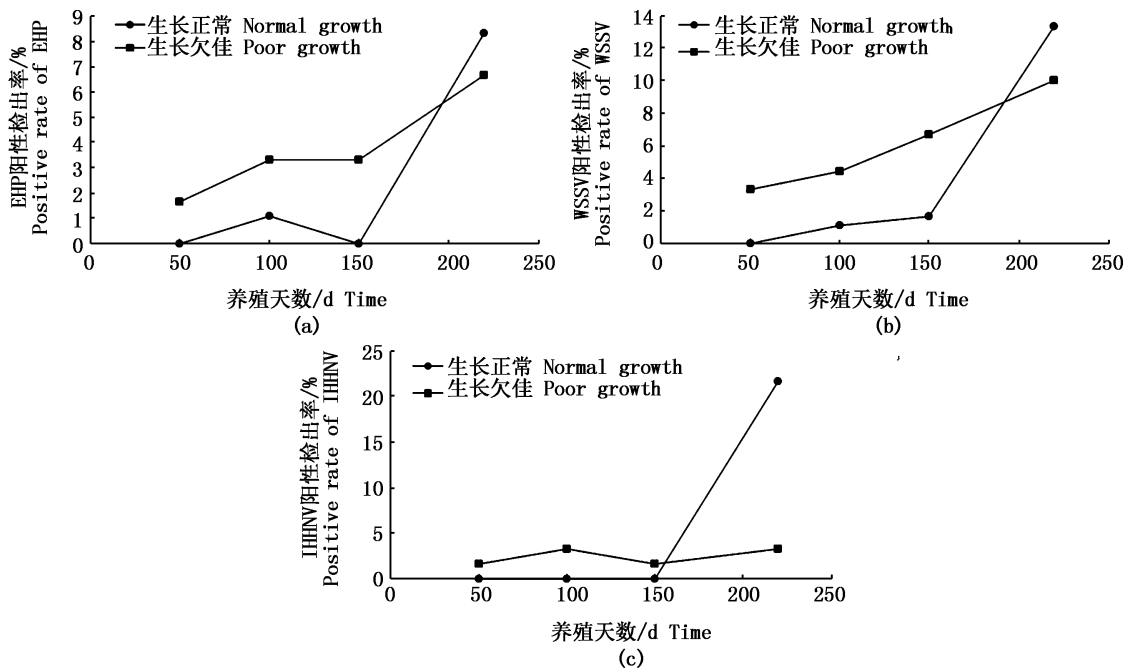 9
8
7
6
5
4
3
2
1
0
EHP阳性检出率/%
Positive rate of EHP
生长正常 Normal growth
生长欠佳 Poor growth
0 50 100 150 200 250
养殖天数/d Time
(a)
14
12
10
8
6
4
2
0
WSSV阳性检出率/%
Positive rate of WSSV
生长正常 Normal growth
生长欠佳 Poor growth
0 50 100 150 200 250
养殖天数/d Time
(b)
25
20
15
10
5
0
IHHNV阳性检出率/%
Positive rate of IHHNV
生长正常 Normal growth
生长欠佳 Poor growth
0 50 100 150 200 250
养殖天数/d Time
(c)